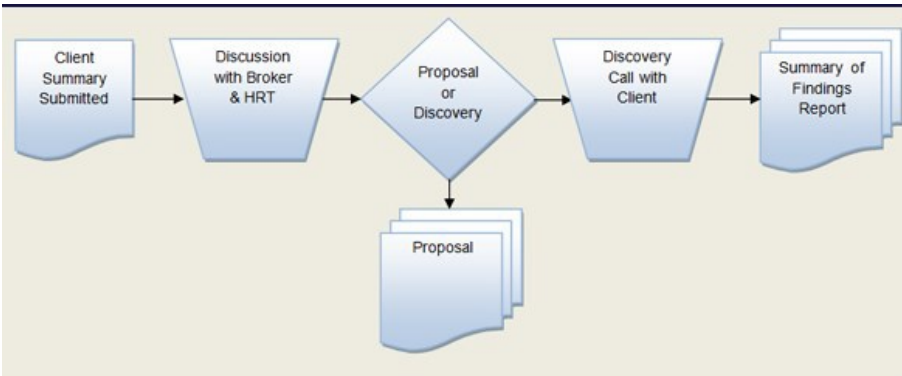 Client
Summary
Submitted
Discussion
with Broker
& HRT
Proposal
or
Discovery
Discovery
Call with
Client
Summary of
Findings
Report
Proposal